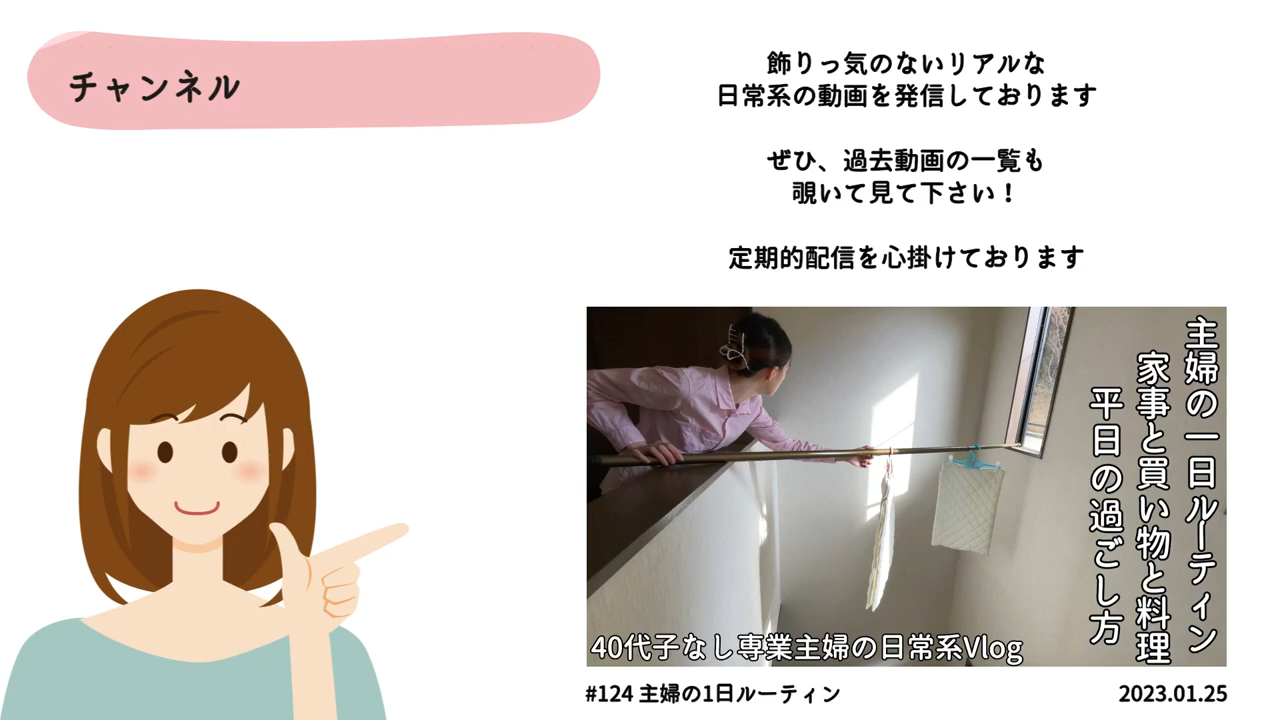 チャンネル
飾りっ気のないリアルな
日常系の動画を発信しております
ぜひ、過去動画の一覧も
覗いて見て下さい！
定期的配信を心掛けております
主婦の一日ルーティン
家事と買い物と料理
平日の過ごし方
40代子なし専業主婦の日常系Vlog
#124 主婦の1日ルーティン
2023.01.25